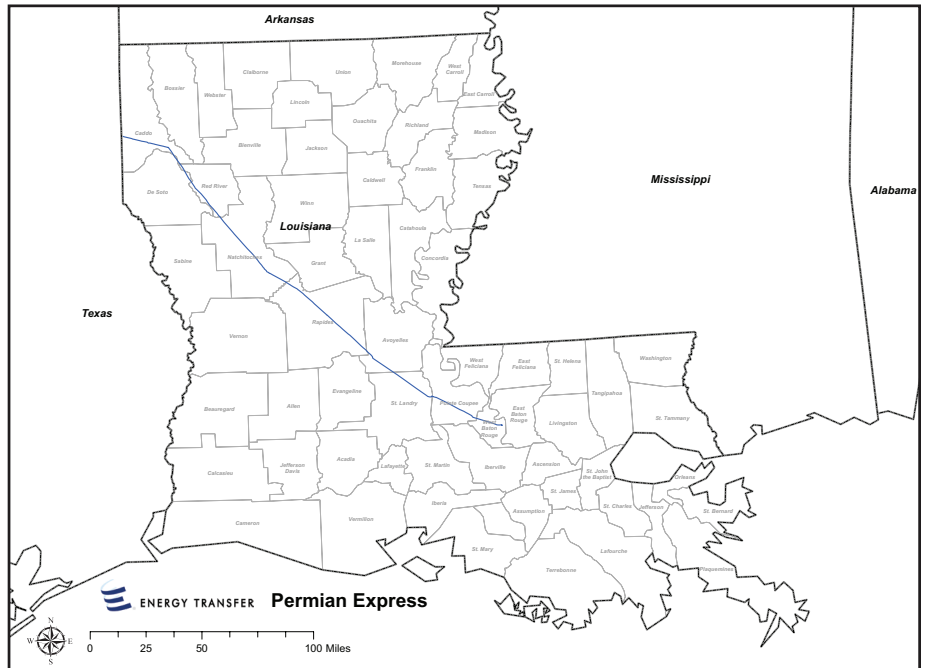 Arkansas
Morehouse
West
Carroll
Claiborne
Union
Bossier
Webster
East Carroll
Lincoln
Ouachita
Richland
Madison
Caddo
Bienville
Jackson
Franklin
Caldwell
Mississippi
De Soto
Red River
Tensas
Alabama
Winn
Louisiana
Catahoula
La Salle
Natchitoches
Concordia
Sabine
Grant
Texas
Rapides
Vernon
Avoyelles
West
Feliciana
East
Feliciana
St. Helena
Washington
Evangeline
Tangipahoa
Beauregard
Allen
St. Landry
Pointe Coupee
East
Baton
Rouge
West
Baton
Rouge
Livingston
St. Tammany
Acadia
Lafayette
St. Martin
Iberville
Ascension
Calcasieu
Jefferson
Davis
St. John
the Baptist
Orleans
St. James
Iberia
Assumption
St. Charles
Jefferson
St. Bernard
Cameron
Vermilion
St. Mary
Lafourche
Terrebonne
Plaquemines
ENERGY TRANSFER
Permian Express
N
W
E
S
0
25
50
100 Miles